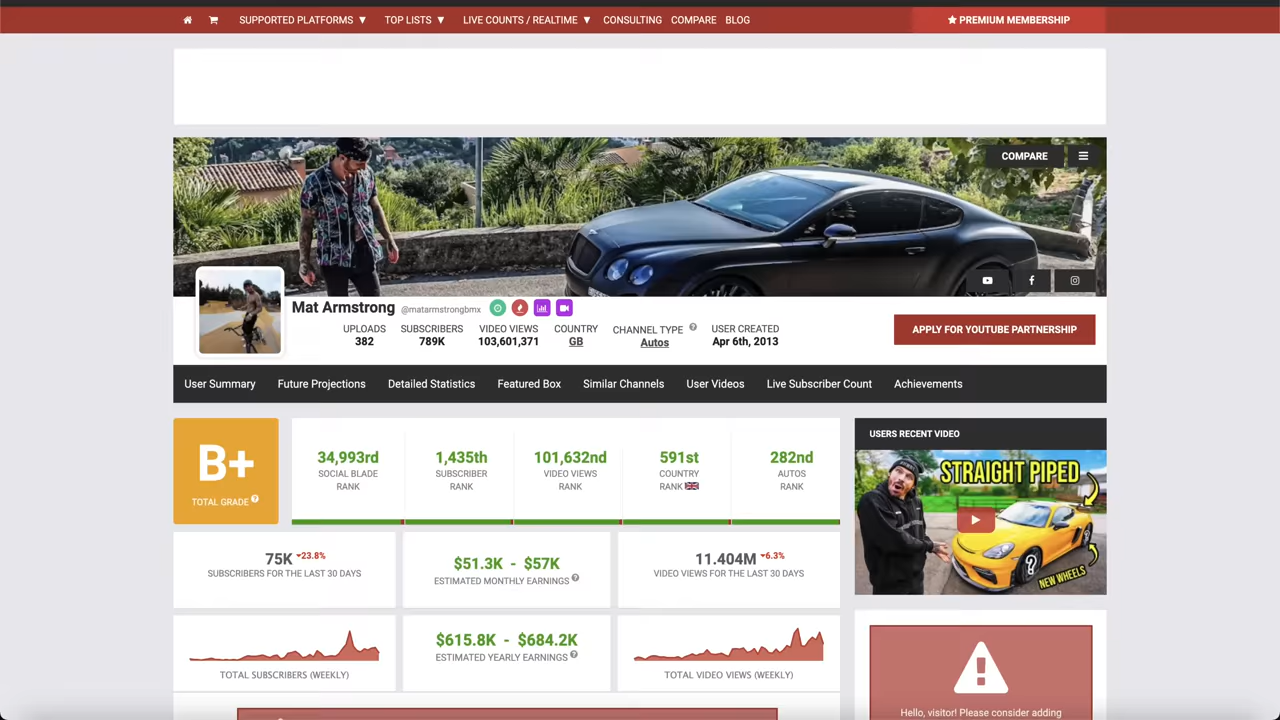 SUPPORTED PLATFORMS ▼ TOP LISTS ▼ LIVE COUNTS / REALTIME ▼ CONSULTING COMPARE BLOG
PREMIUM MEMBERSHIP
COMPARE
Mat Armstrong @matarmstrongbmx
UPLOADS SUBSCRIBERS VIDEO VIEWS COUNTRY CHANNEL TYPE USER CREATED
382 789K 103,601,371 GB Autos Apr 6th, 2013
APPLY FOR YOUTUBE PARTNERSHIP
User Summary Future Projections Detailed Statistics Featured Box Similar Channels User Videos Live Subscriber Count Achievements
B+
TOTAL GRADE
34,993rd 1,435th 101,632nd 591st 282nd
SOCIAL BLADE SUBSCRIBER VIDEO VIEWS COUNTRY AUTOS
RANK RANK RANK RANK RANK
USERS RECENT VIDEO
STRAIGHT PIPED
NEW WHEELS
75K 23.8%
SUBSCRIBERS FOR THE LAST 30 DAYS
$51.3K - $57K
ESTIMATED MONTHLY EARNINGS
11.404M 6.3%
VIDEO VIEWS FOR THE LAST 30 DAYS
TOTAL SUBSCRIBERS (WEEKLY)
$615.8K - $684.2K
ESTIMATED YEARLY EARNINGS
TOTAL VIDEO VIEWS (WEEKLY)
Hello, visitor! Please consider adding